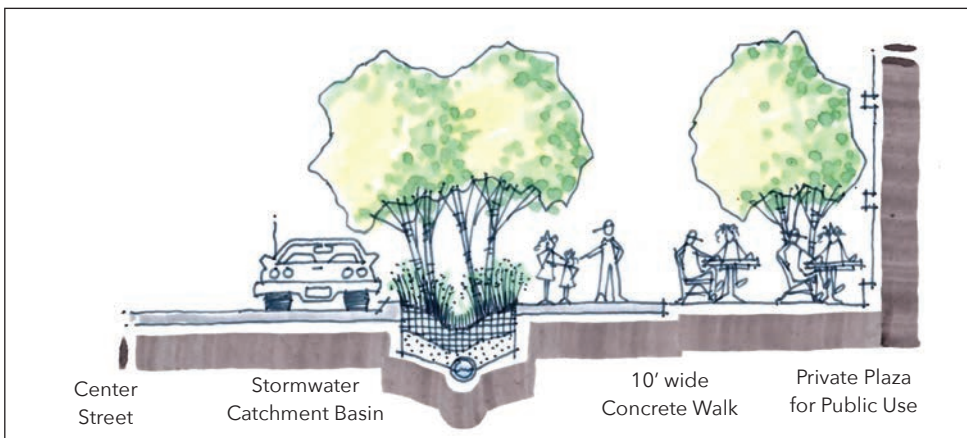 Center
Street
Stormwater
Catchment Basin
10’ wide
Concrete Walk
Private Plaza
for Public Use